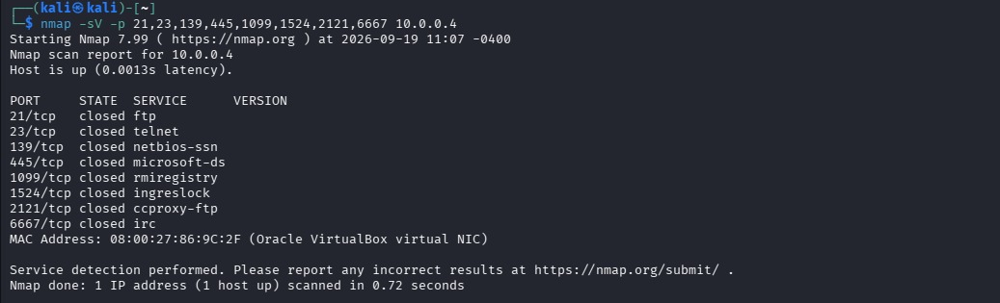 ┌──(kali㉿kali)-[~]
└─$ nmap -sV -p 21,23,139,445,1099,1524,2121,6667 10.0.0.4
Starting Nmap 7.99 ( https://nmap.org ) at 2026-09-19 11:07 -0400
Nmap scan report for 10.0.0.4
Host is up (0.0013s latency).

PORT     STATE  SERVICE      VERSION
21/tcp   closed ftp
23/tcp   closed telnet
139/tcp  closed netbios-ssn
445/tcp  closed microsoft-ds
1099/tcp closed rmiregistry
1524/tcp closed ingreslock
2121/tcp closed ccproxy-ftp
6667/tcp closed irc
MAC Address: 08:00:27:86:9C:2F (Oracle VirtualBox virtual NIC)

Service detection performed. Please report any incorrect results at https://nmap.org/submit/ .
Nmap done: 1 IP address (1 host up) scanned in 0.72 seconds